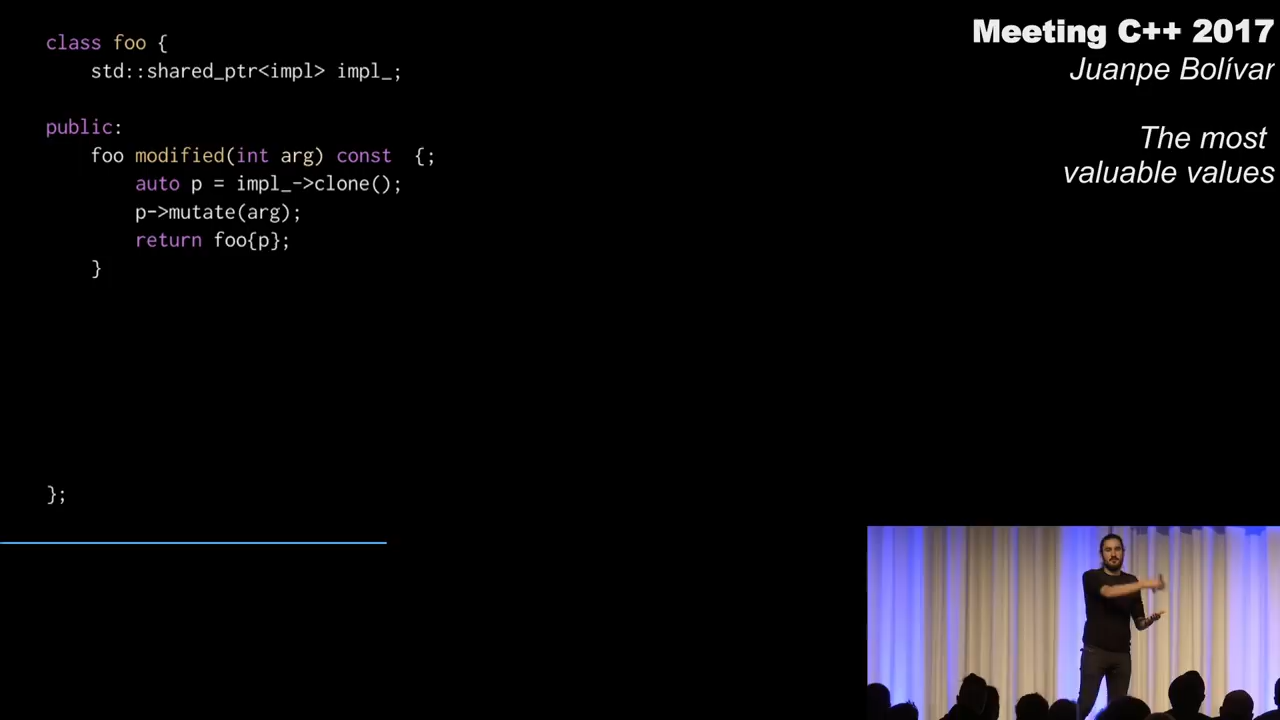 class foo {
    std::shared_ptr<impl> impl_;
public:
    foo modified(int arg) const  {;
        auto p = impl_->clone();
        p->mutate(arg);
        return foo{p};
    }
};
Meeting C++ 2017
Juanpe Bolívar
The most
valuable values